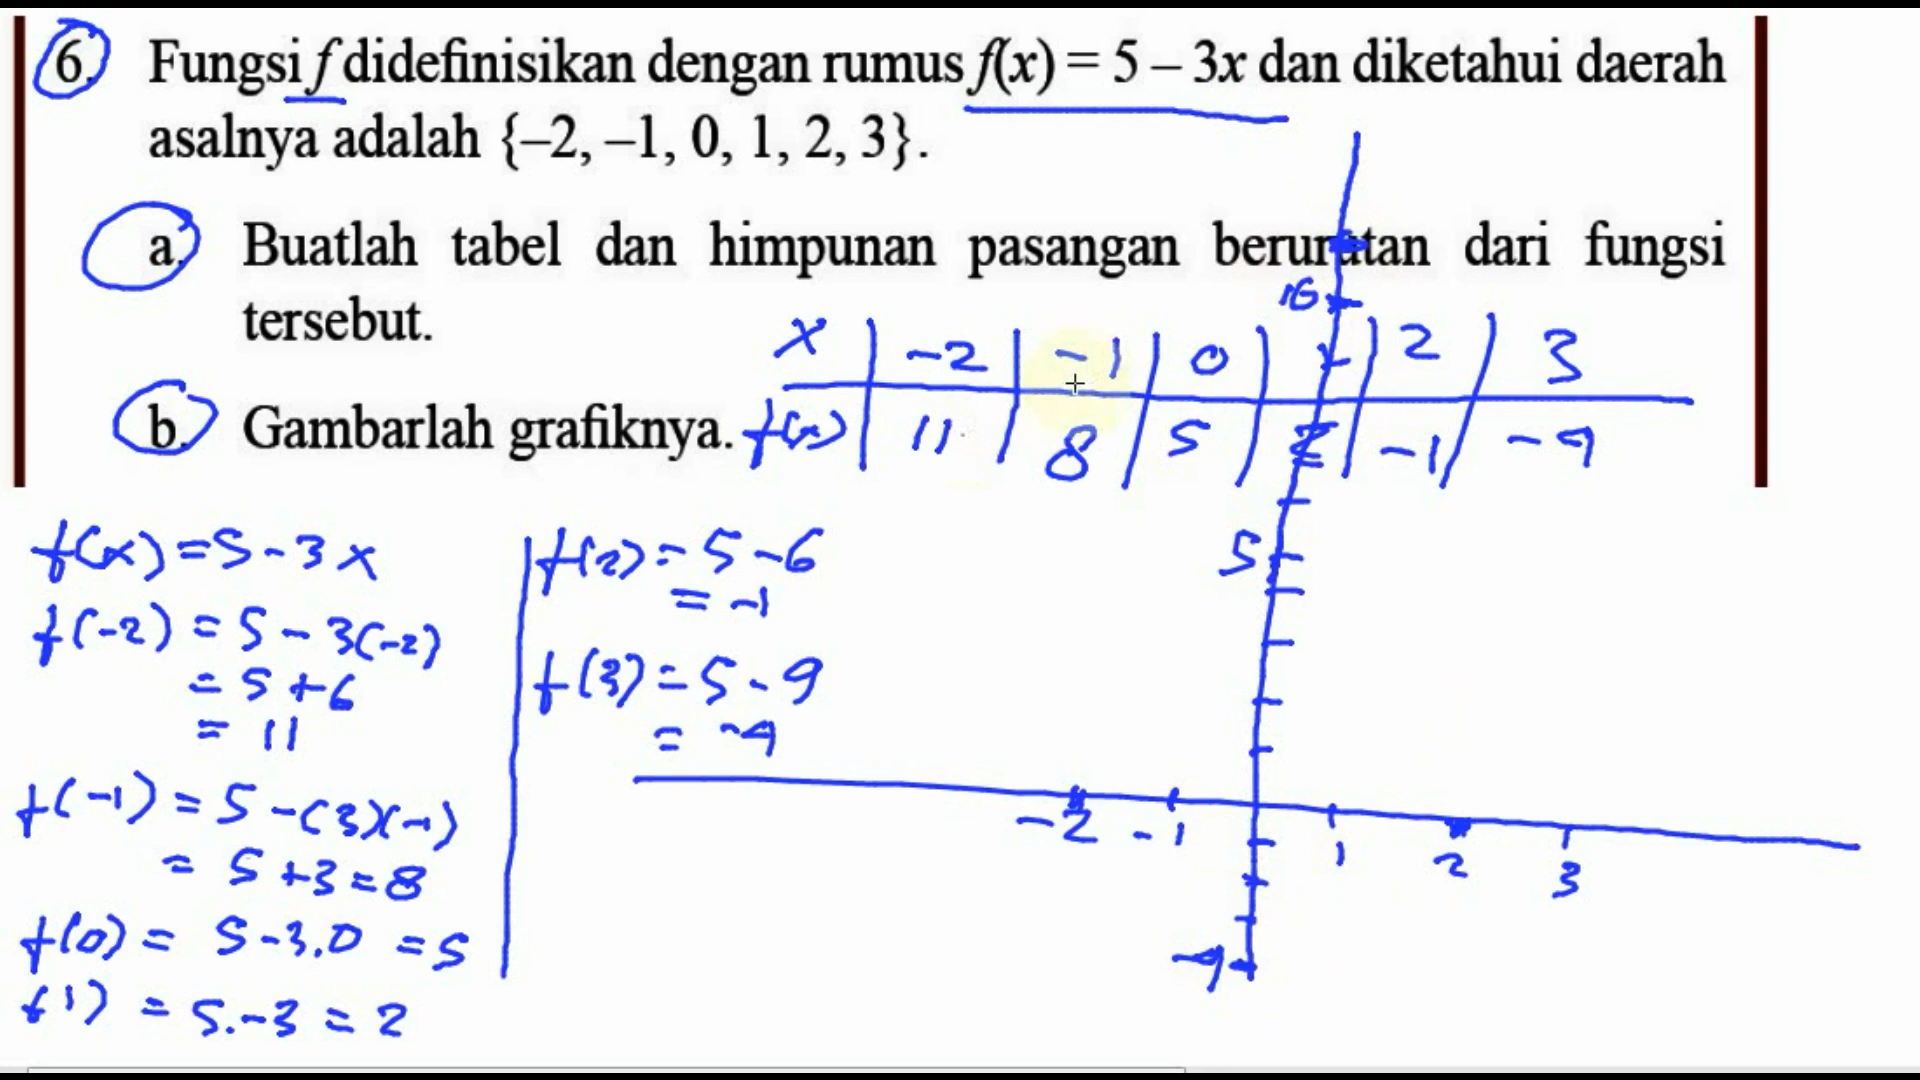 6. Fungsi f didefinisikan dengan rumus f(x) = 5 – 3x dan diketahui daerah
asalnya adalah {–2, –1, 0, 1, 2, 3}.
a. Buatlah tabel dan himpunan pasangan berurutan dari fungsi
tersebut.
b. Gambarlah grafiknya.
x | -2 | -1 | 0 | 1 | 2 | 3
f(x) | 11 | 8 | 5 | 2 | -1 | -4
f(x) = 5 - 3x
f(-2) = 5 - 3(-2)
= 5 + 6
= 11
f(-1) = 5 - (3)(-1)
= 5 + 3 = 8
f(0) = 5 - 3.0 = 5
f(1) = 5 . - 3 = 2
f(2) = 5 - 6
= -1
f(3) = 5 - 9
= -4
5
-2 -1 1 2 3
-4